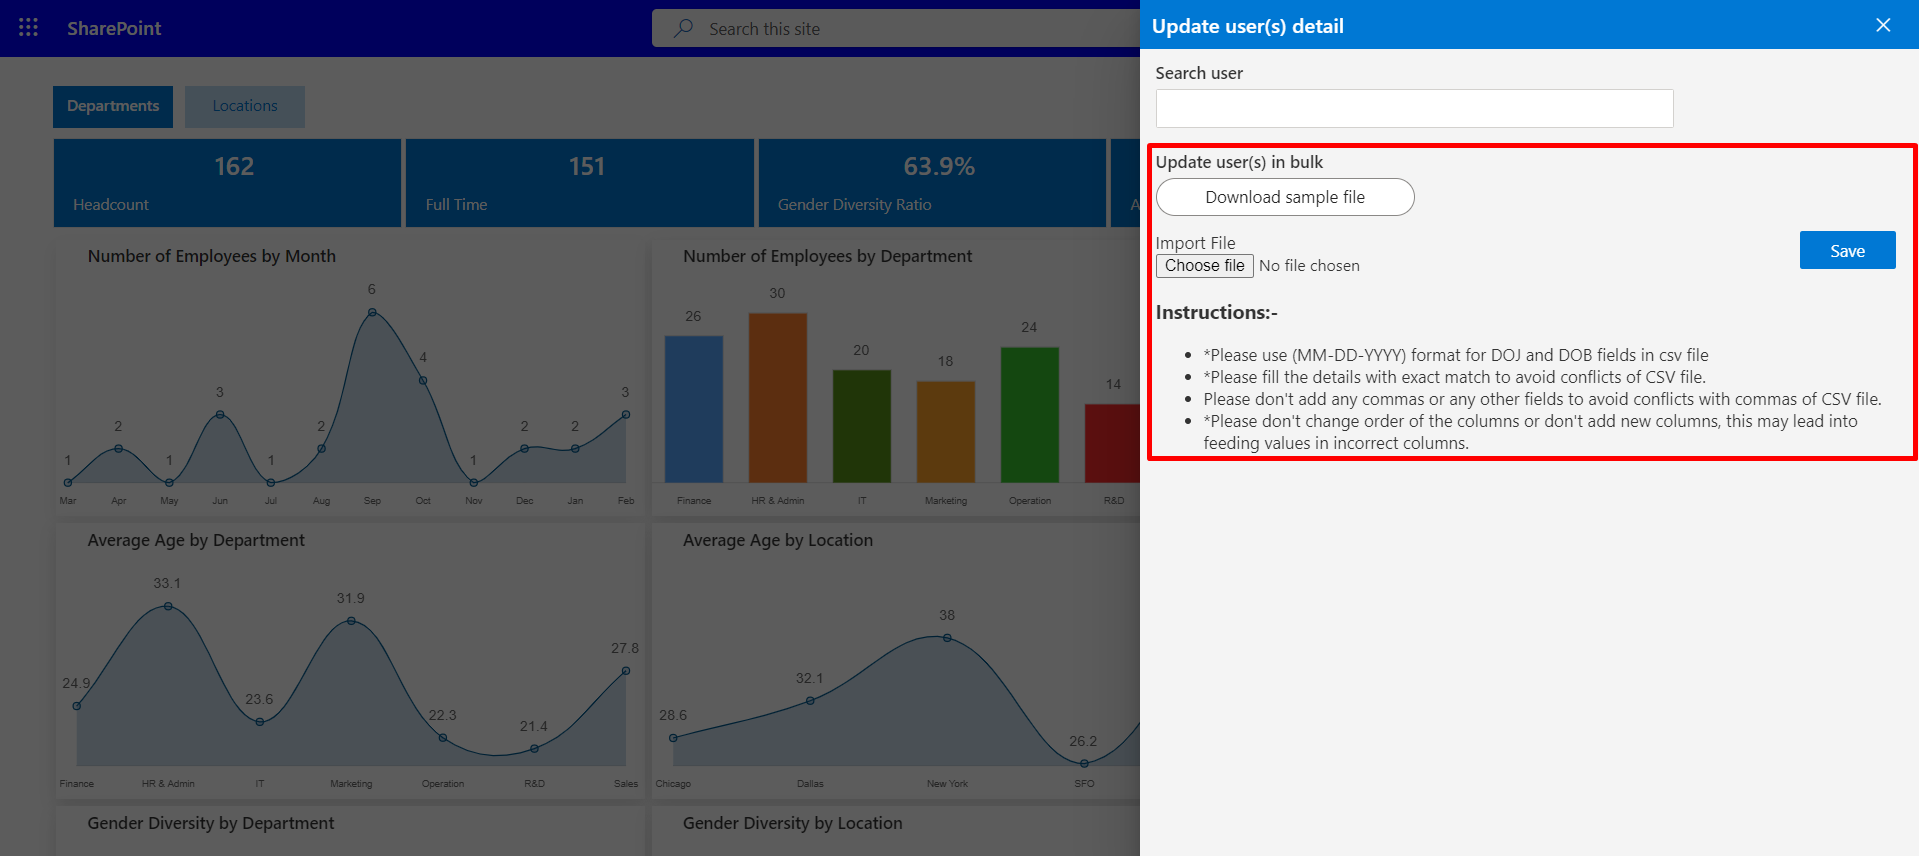 SharePoint
Search this site
Departments
Locations
162
Headcount
151
Full Time
63.9%
Gender Diversity Ratio
A
Number of Employees by Month
1
2
1
3
1
2
6
4
1
2
2
3
Mar Apr May Jun Jul Aug Sep Oct Nov Dec Jan Feb
Number of Employees by Department
26
30
20
18
24
14
Finance HR & Admin IT Marketing Operation R&D
Average Age by Department
24.9
33.1
23.6
31.9
22.3
21.4
27.8
Finance HR & Admin IT Marketing Operation R&D Sales
Average Age by Location
28.6
32.1
38
26.2
Chicago Dallas New York SFO
Gender Diversity by Department
Gender Diversity by Location
Update user(s) detail
Search user
Update user(s) in bulk
Download sample file
Import File
Choose file No file chosen
Save
Instructions:-
• *Please use (MM-DD-YYYY) format for DOJ and DOB fields in csv file
• *Please fill the details with exact match to avoid conflicts of CSV file.
• Please don't add any commas or any other fields to avoid conflicts with commas of CSV file.
• *Please don't change order of the columns or don't add new columns, this may lead into
feeding values in incorrect columns.